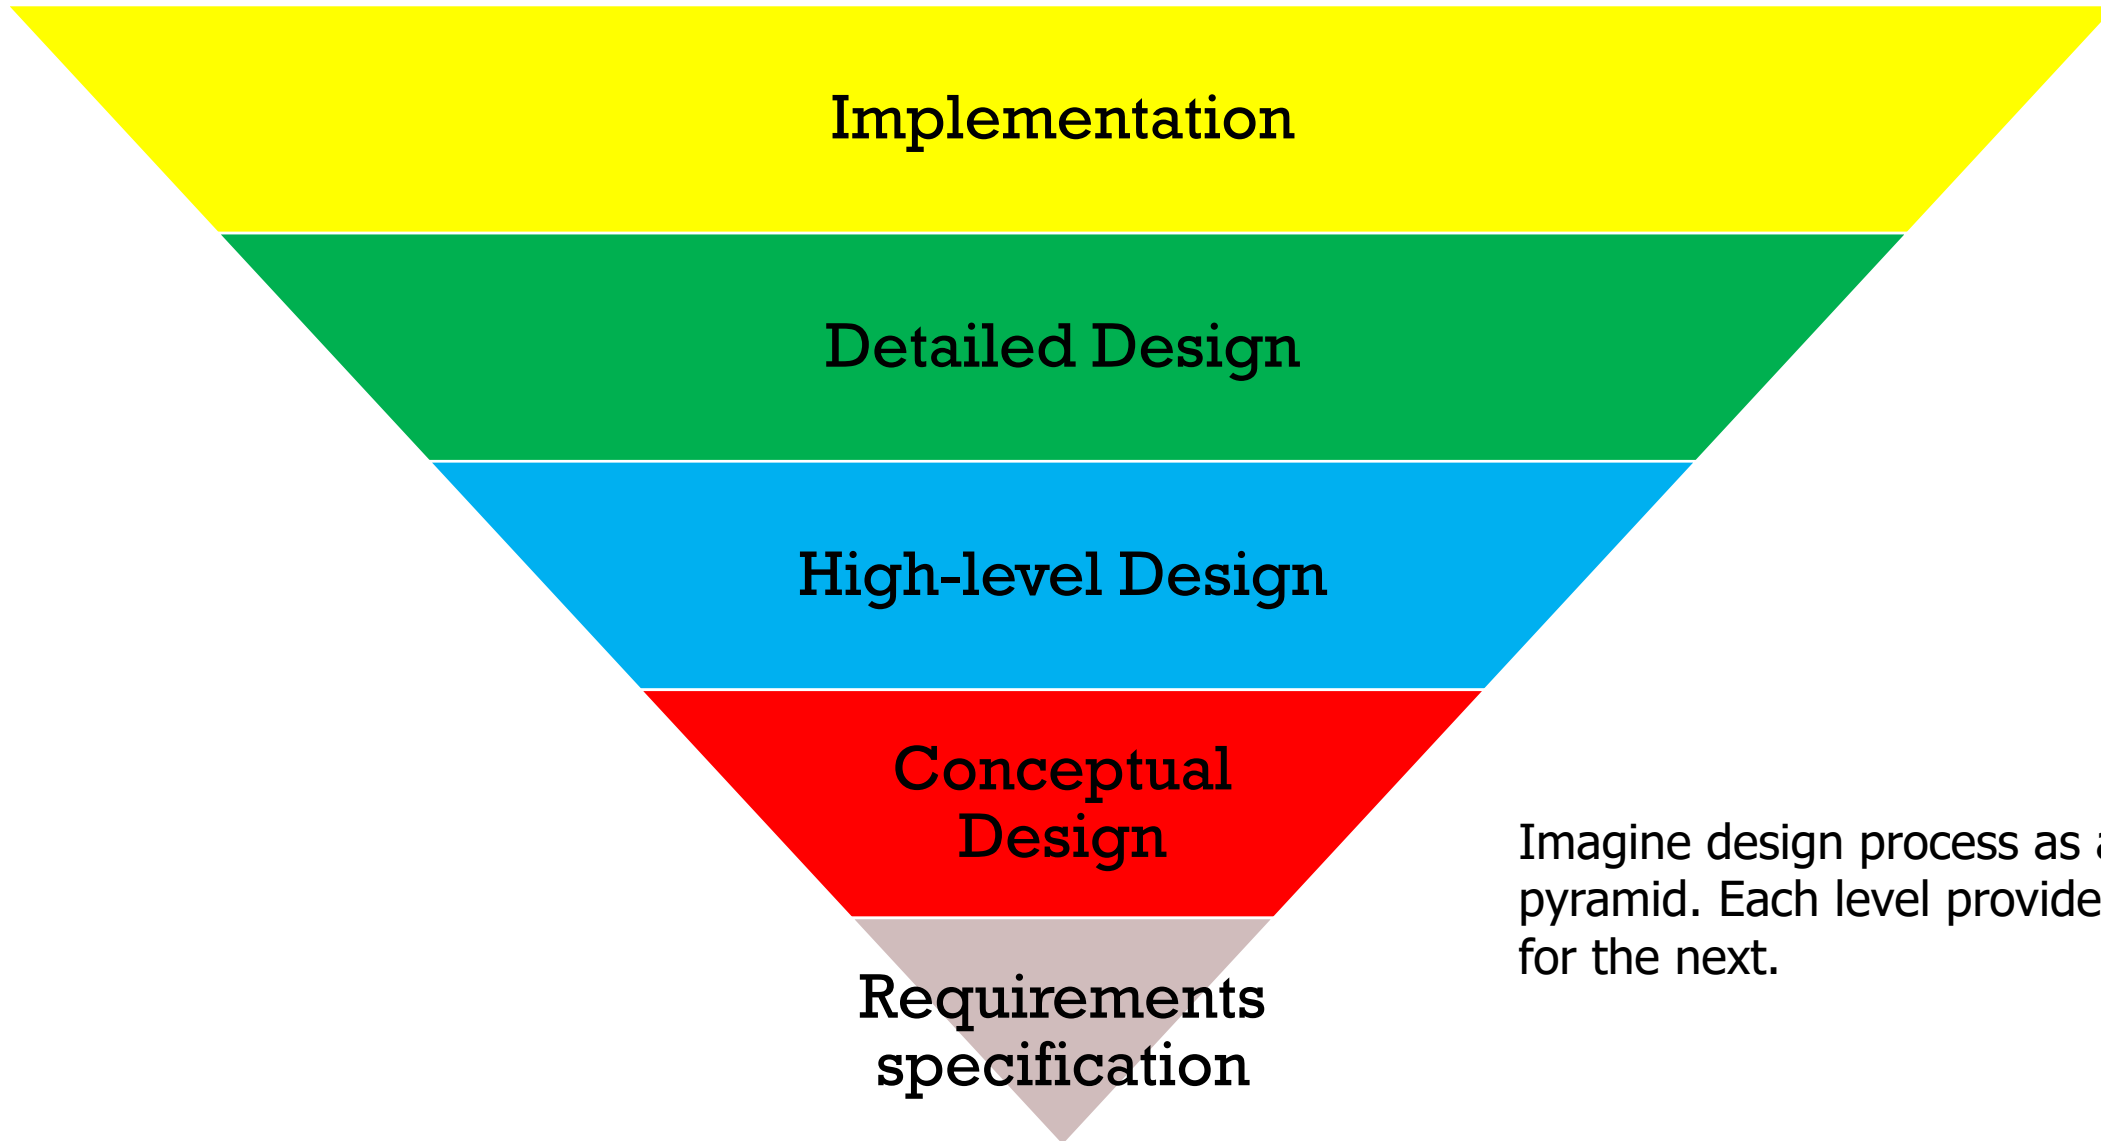 Implementation
Detailed Design
High-level Design
Conceptual
Design
Requirements
specification
Imagine design process as
pyramid. Each level provide
for the next.